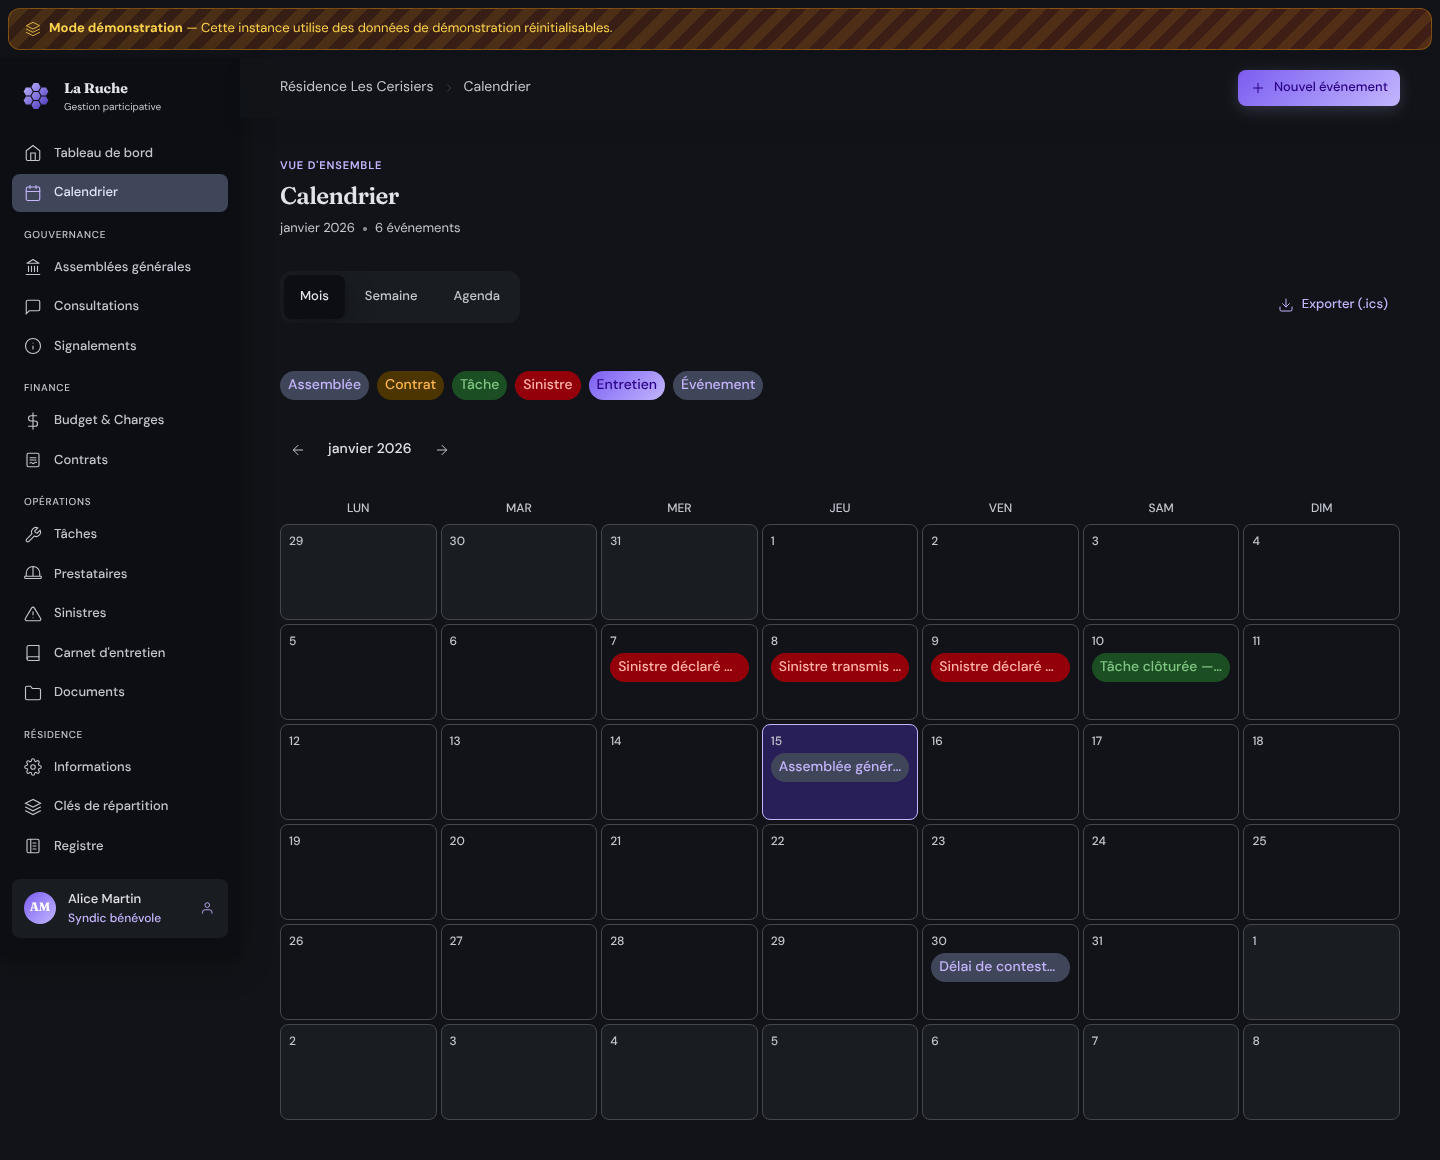 Mode démonstration — Cette instance utilise des données de démonstration réinitialisables.
La Ruche
Gestion participative
Tableau de bord
Calendrier
GOUVERNANCE
Assemblées générales
Consultations
Signalements
FINANCE
Budget & Charges
Contrats
OPÉRATIONS
Tâches
Prestataires
Sinistres
Carnet d'entretien
Documents
RÉSIDENCE
Informations
Clés de répartition
Registre
AM
Alice Martin
Syndic bénévole
Résidence Les Cerisiers > Calendrier
+ Nouvel événement
VUE D'ENSEMBLE
Calendrier
janvier 2026 • 6 événements
Mois Semaine Agenda
Exporter (.ics)
Assemblée Contrat Tâche Sinistre Entretien Événement
← janvier 2026 →
LUN MAR MER JEU VEN SAM DIM
29 30 31 1 2 3 4
5 6 7 8 9 10 11
Sinistre déclaré ... Sinistre transmis ... Sinistre déclaré ... Tâche clôturée —...
12 13 14 15 16 17 18
Assemblée génér...
19 20 21 22 23 24 25
26 27 28 29 30 31 1
Délai de contest...
2 3 4 5 6 7 8